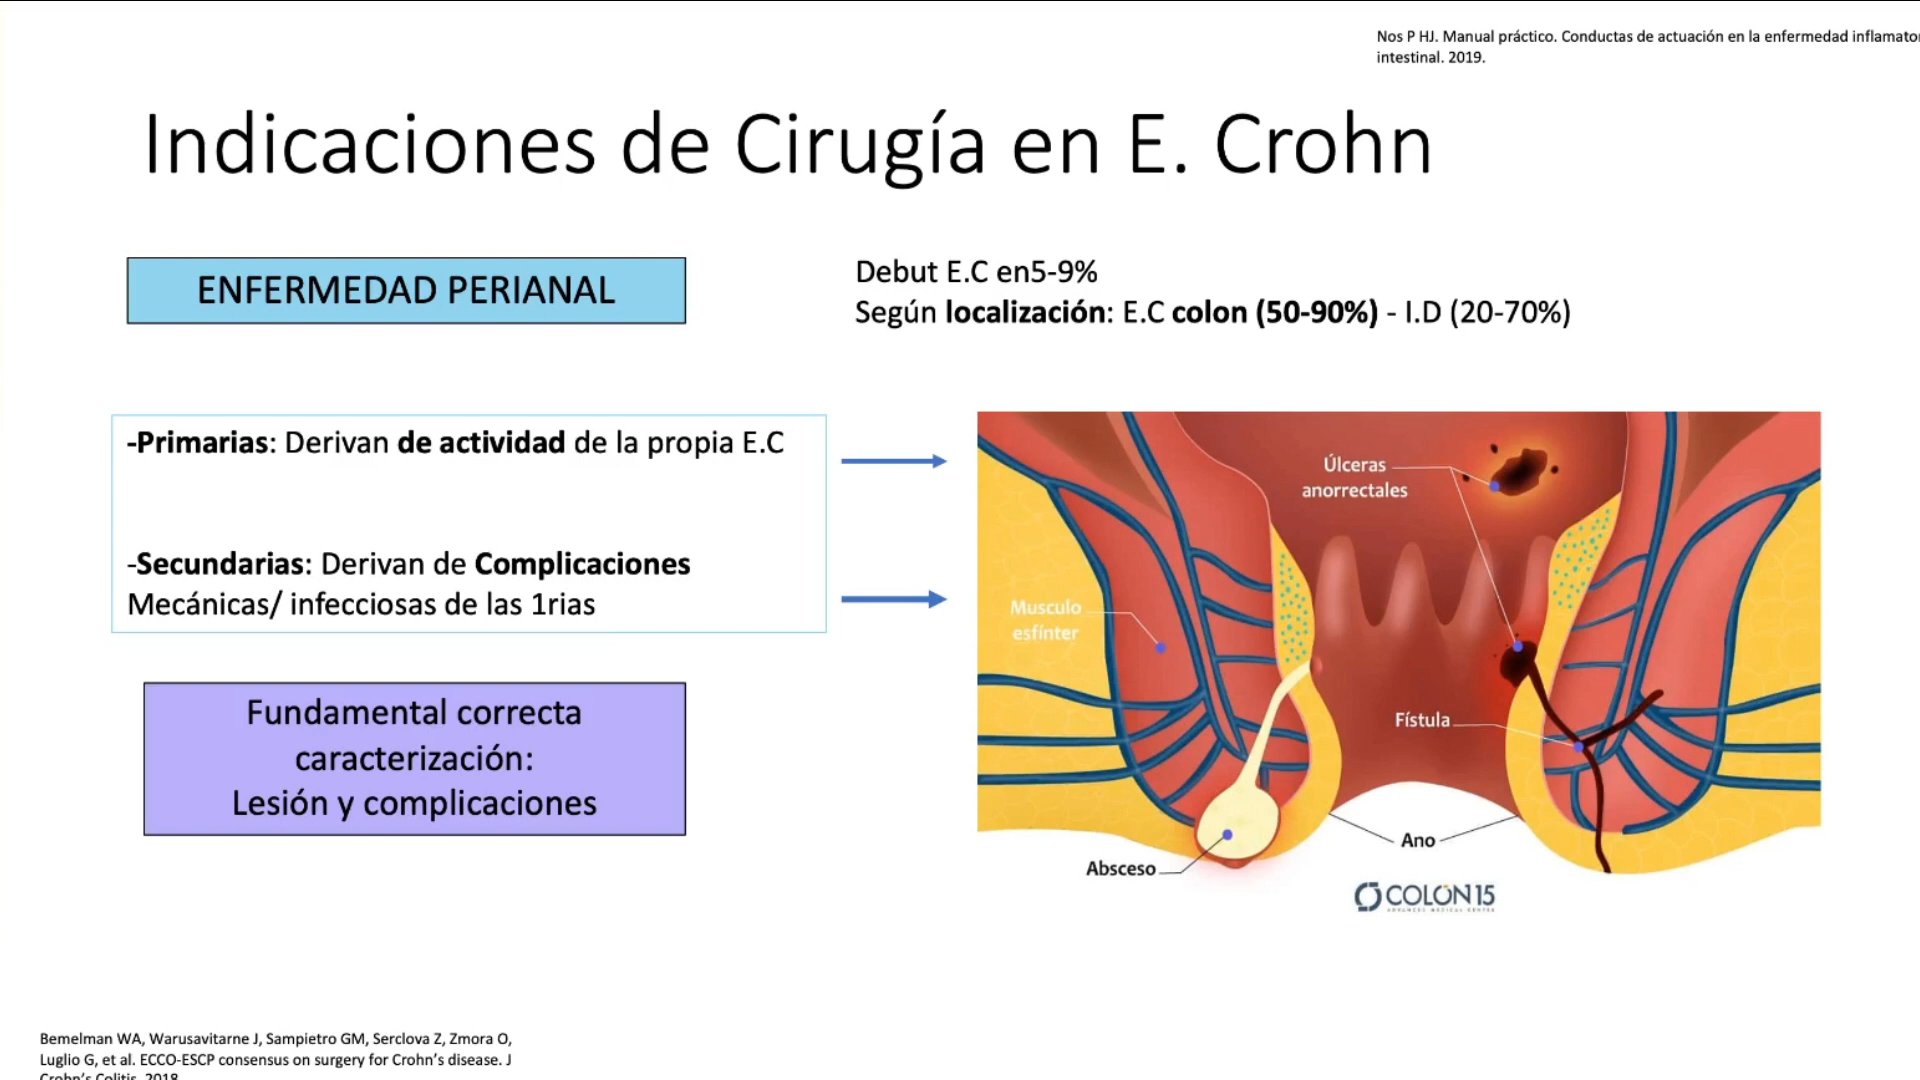 Nos P HJ. Manual práctico. Conductas de actuación en la enfermedad
intestinal. 2019.
Indicaciones de Cirugía en E. Crohn
ENFERMEDAD PERIANAL
Debut E.C en5-9%
Según localización: E.C colon (50-90%) - I.D (20-70%)
-Primarias: Derivan de actividad de la propia E.C
-Secundarias: Derivan de Complicaciones
Mecánicas/ infecciosas de las 1rias
Fundamental correcta
caracterización:
Lesión y complicaciones
Úlceras
anorrectales
Musculo
esfínter
Fístula
Ano
Absceso
COLÓN15
ADVANCED MEDICAL CENTER
Bemelman WA, Warusavitarne J, Sampietro GM, Serclova Z, Zmora O,
Luglio G, et al. ECCO-ESCP consensus on surgery for Crohn's disease. J
Crohn's Colitis. 2018